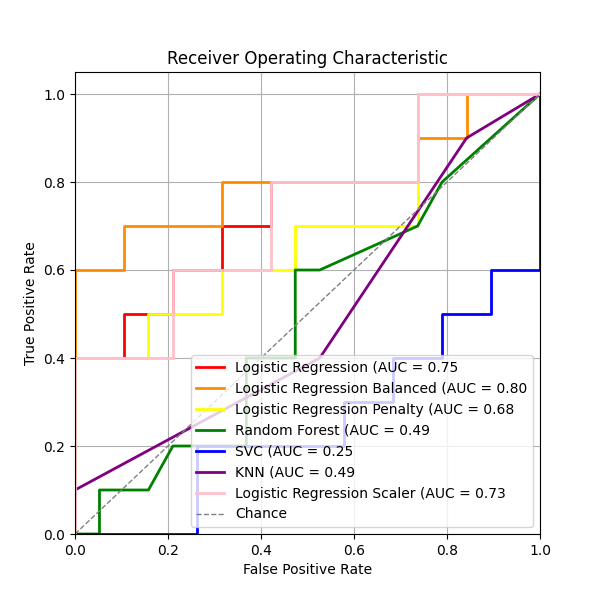 Receiver Operating Characteristic
True Positive Rate
1.0
0.8
0.6
0.4
0.2
0.0
Logistic Regression (AUC = 0.75
Logistic Regression Balanced (AUC = 0.80
Logistic Regression Penalty (AUC = 0.68
Random Forest (AUC = 0.49
SVC (AUC = 0.25
KNN (AUC = 0.49
Logistic Regression Scaler (AUC = 0.73
Chance
0.0 0.2 0.4 0.6 0.8 1.0
False Positive Rate